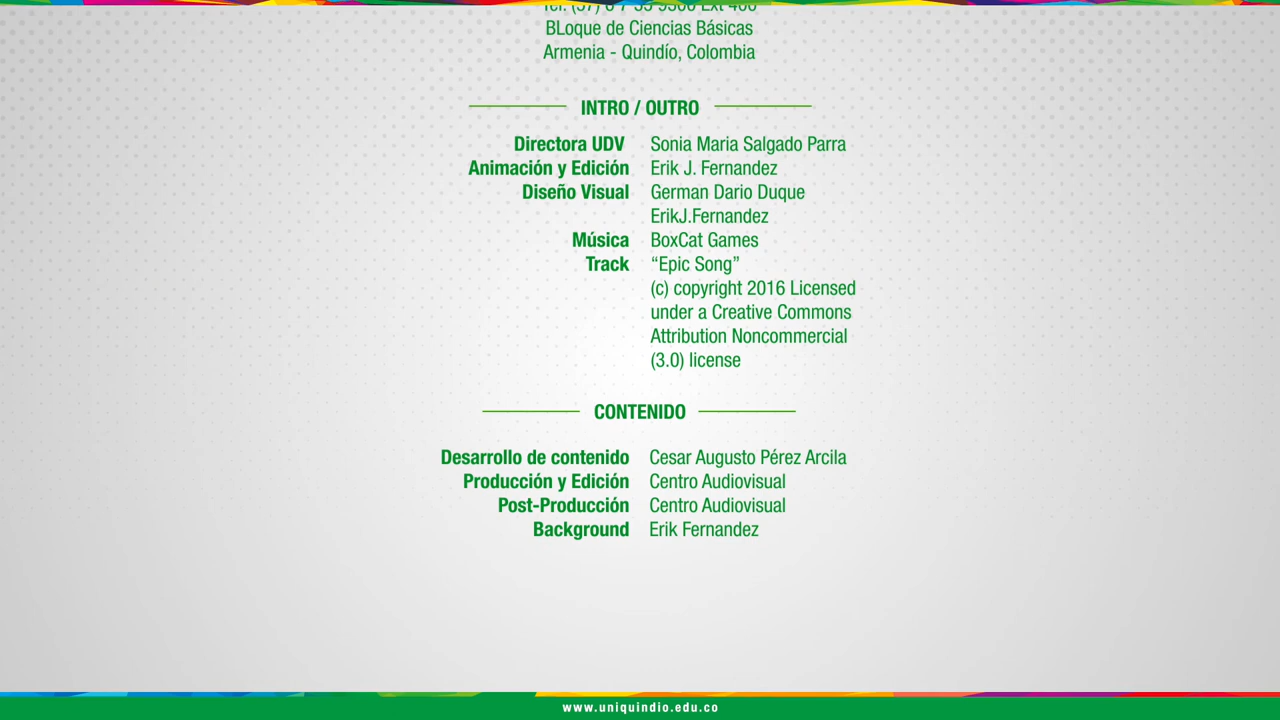 BLoque de Ciencias Básicas
Armenia - Quindío, Colombia
INTRO / OUTRO
Directora UDV Sonia Maria Salgado Parra
Animación y Edición Erik J. Fernandez
Diseño Visual German Dario Duque
ErikJ.Fernandez
Música BoxCat Games
Track “Epic Song”
(c) copyright 2016 Licensed
under a Creative Commons
Attribution Noncommercial
(3.0) license
CONTENIDO
Desarrollo de contenido Cesar Augusto Pérez Arcila
Producción y Edición Centro Audiovisual
Post-Producción Centro Audiovisual
Background Erik Fernandez
www.uniquindio.edu.co